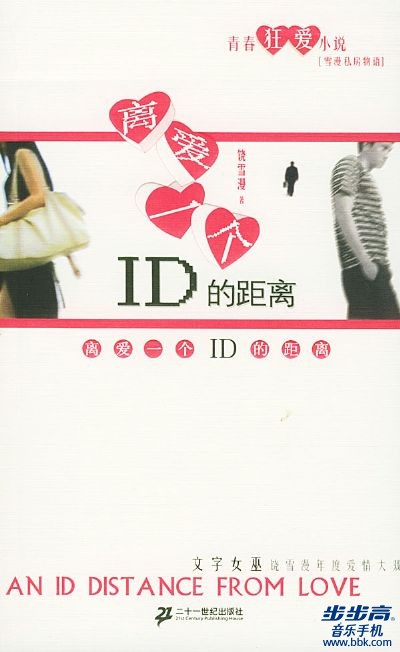 青春狂爱小说
[雪漫私房物语]
离爱一个
饶雪漫 著
ID的距离
离爱一个ID的距离
文字女巫 饶雪漫年度爱情大
AN ID DISTANCE FROM LOVE
二十一世纪出版社
21st Century Publishing House
步步高
音乐手机
www.bbk.com